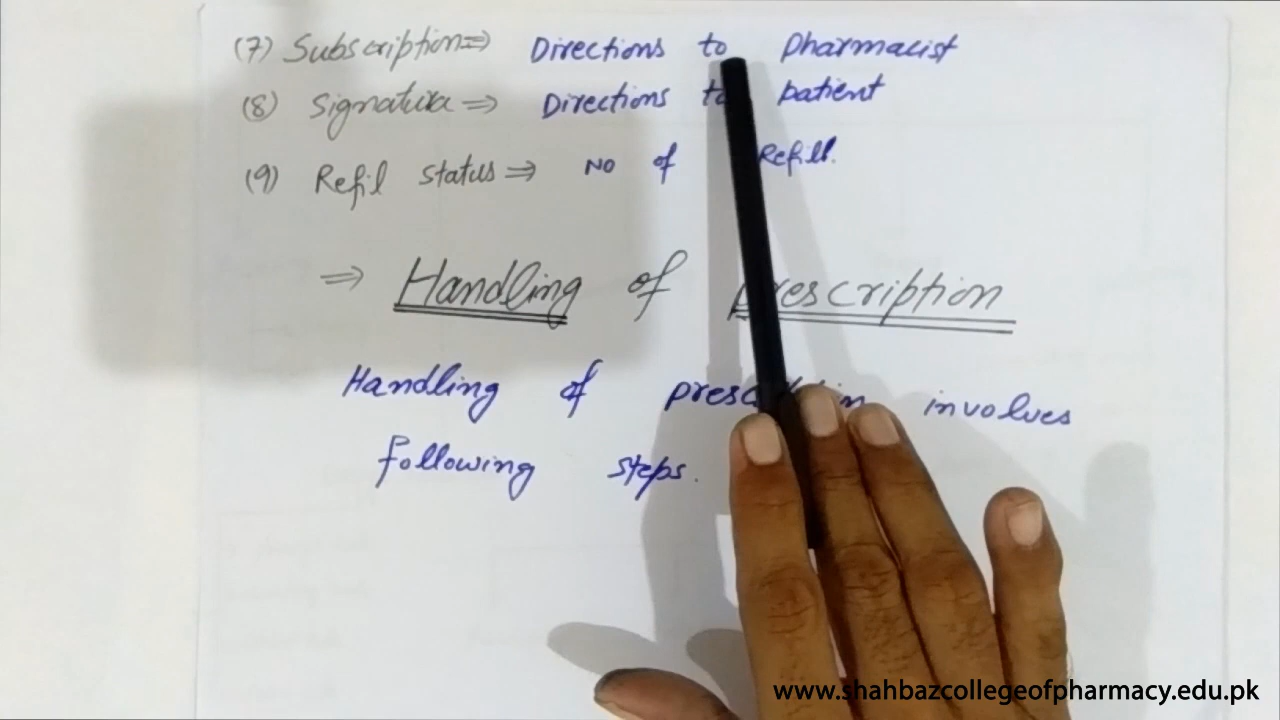 (7) Subscription ⇒ Directions to Pharmacist
(8) Signatura ⇒ Directions to patient
(9) Refil status ⇒ No of Refill.
⇒ Handling of prescription
Handling of prescription involves
following steps.
www.shahbazcollegeofpharmacy.edu.pk